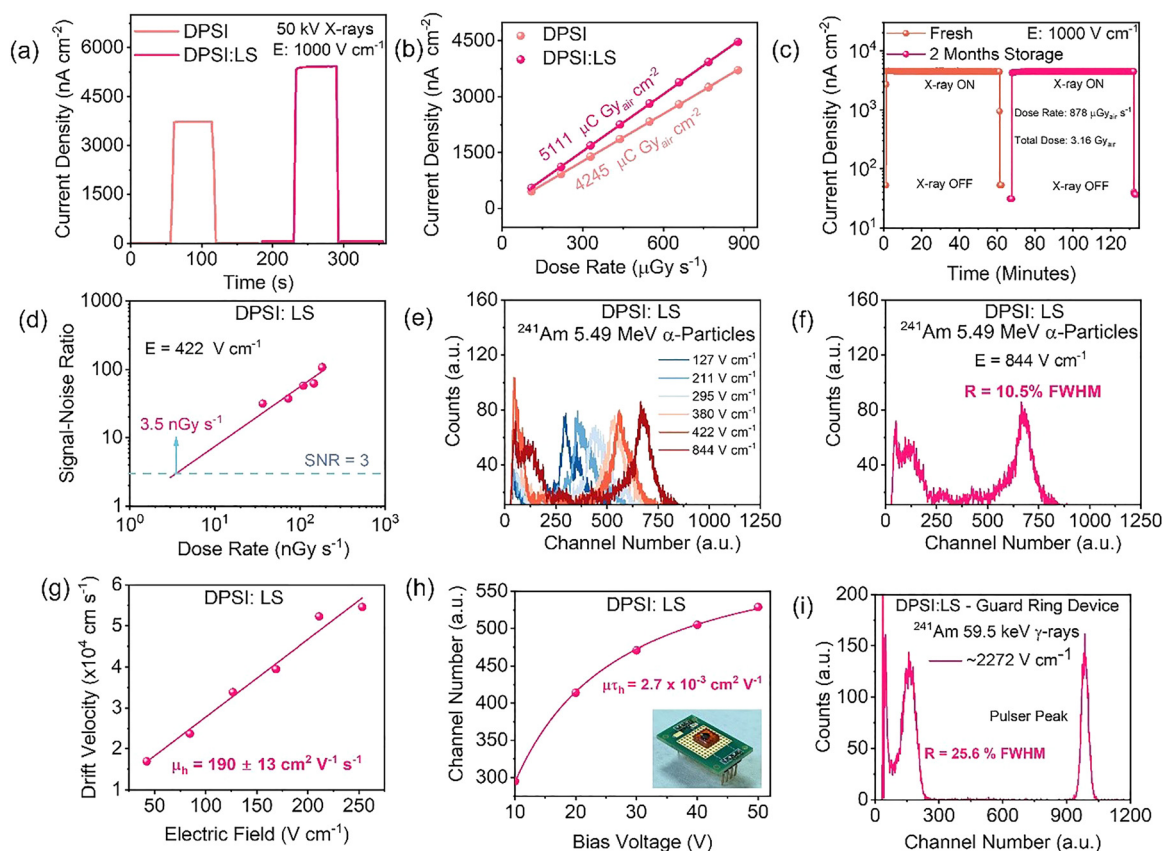 (a)
DPSI
DPSI:LS
50 kV X-rays
E: 1000 V cm⁻¹
Current Density (nA cm⁻²)
6000
4500
3000
1500
0
0 100 200 300
Time (s)
(b)
DPSI
DPSI:LS
5111 μC Gyair cm⁻²
4245 μC Gyair cm⁻²
Current Density (nA cm⁻²)
4500
3000
1500
0
0 300 600 900
Dose Rate (μGy s⁻¹)
(c)
Fresh
2 Months Storage
E: 1000 V cm⁻¹
X-ray ON
X-ray ON
Dose Rate: 878 μGyair s⁻¹
Total Dose: 3.16 Gyair
X-ray OFF
X-ray OFF
Current Density (nA cm⁻²)
10⁴
10³
10²
10¹
0 30 60 90 120
Time (Minutes)
(d)
DPSI: LS
E = 422 V cm⁻¹
3.5 nGy s⁻¹
SNR = 3
Signal-Noise Ratio
1000
100
10
1
10⁰ 10¹ 10² 10³
Dose Rate (nGy s⁻¹)
(e)
DPSI: LS
²⁴¹Am 5.49 MeV α-Particles
127 V cm⁻¹
211 V cm⁻¹
295 V cm⁻¹
380 V cm⁻¹
422 V cm⁻¹
844 V cm⁻¹
Counts (a.u.)
160
120
80
40
0 250 500 750 1000 1250
Channel Number (a.u.)
(f)
DPSI: LS
²⁴¹Am 5.49 MeV α-Particles
E = 844 V cm⁻¹
R = 10.5% FWHM
Counts (a.u.)
160
120
80
40
0 250 500 750 1000 1250
Channel Number (a.u.)
(g)
DPSI: LS
μh = 190 ± 13 cm² V⁻¹ s⁻¹
Drift Velocity (x10⁴ cm s⁻¹)
6
5
4
3
2
1
50 100 150 200 250
Electric Field (V cm⁻¹)
(h)
DPSI: LS
μτh = 2.7 x 10⁻³ cm² V⁻¹
Channel Number (a.u.)
550
500
450
400
350
300
10 20 30 40 50
Bias Voltage (V)
(i)
DPSI:LS - Guard Ring Device
²⁴¹Am 59.5 keV γ-rays
~2272 V cm⁻¹
Pulser Peak
R = 25.6 % FWHM
Counts (a.u.)
200
150
100
50
0
0 300 600 900 1200
Channel Number (a.u.)